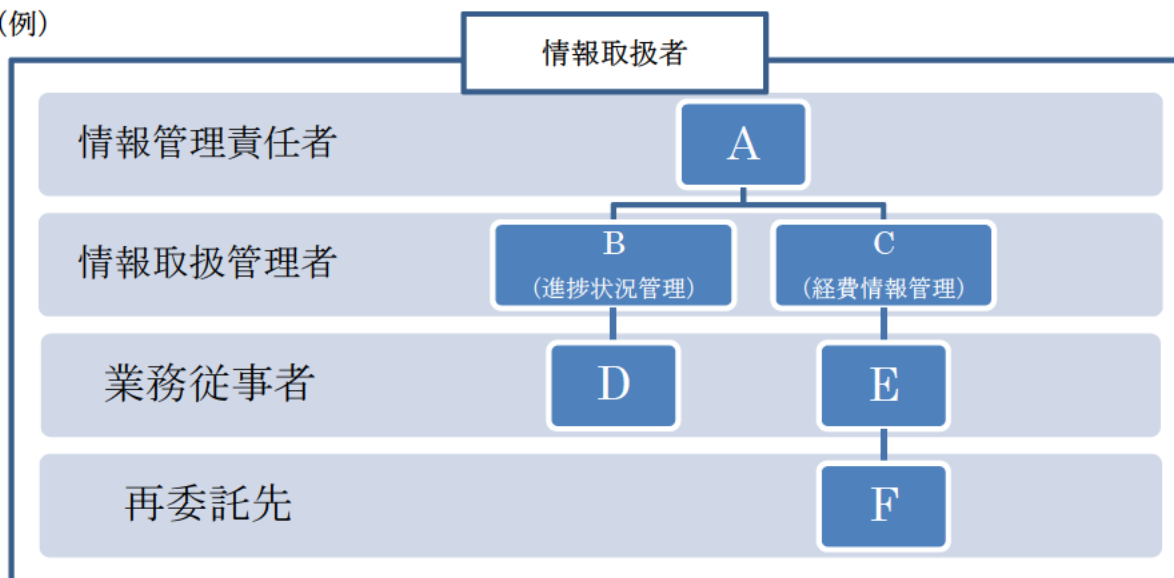 (例)
情報取扱者
情報管理責任者
A
情報取扱管理者
B
(進捗状況管理)
C
(経費情報管理)
業務従事者
D
E
再委託先
F